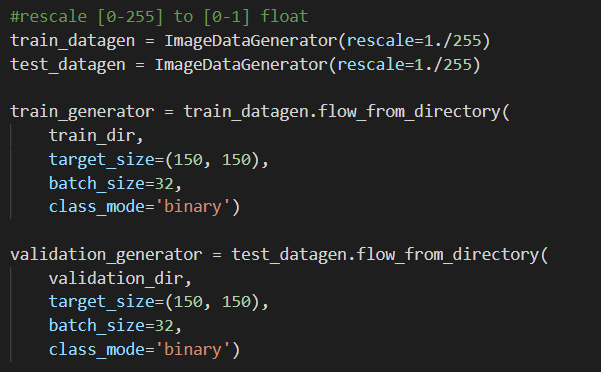 #rescale [0-255] to [0-1] float
train_datagen = ImageDataGenerator(rescale=1./255)
test_datagen = ImageDataGenerator(rescale=1./255)

train_generator = train_datagen.flow_from_directory(
    train_dir,
    target_size=(150, 150),
    batch_size=32,
    class_mode='binary')

validation_generator = test_datagen.flow_from_directory(
    validation_dir,
    target_size=(150, 150),
    batch_size=32,
    class_mode='binary')